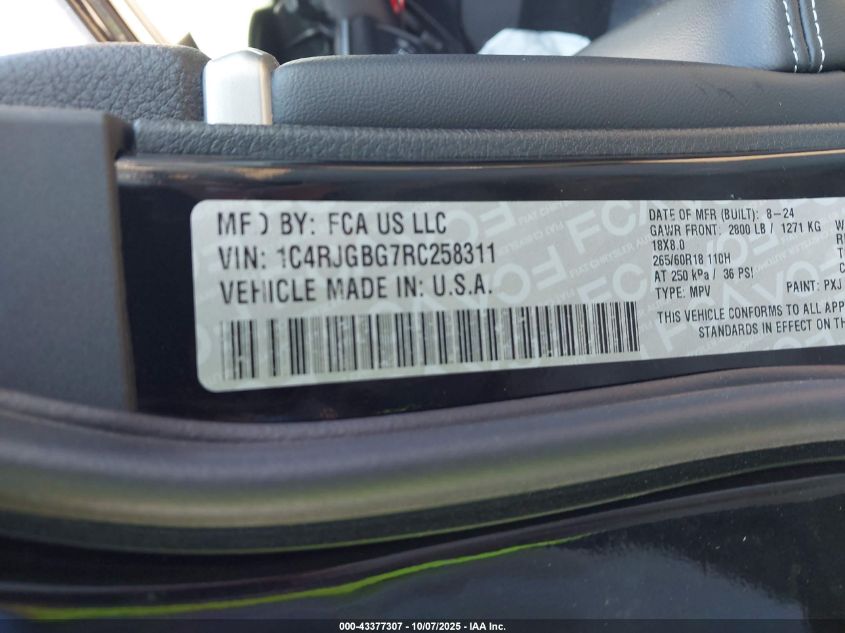 MFD BY: FCA US LLC
VIN: 1C4RJGBG7RC258311
VEHICLE MADE IN: U.S.A.
DATE OF MFR (BUILT): 8-24
GAWR FRONT: 2800 LB / 1271 KG
18X8.0
265/60R18 110H
AT 250 kPa / 36 PSI
TYPE: MPV PAINT: PXJ
THIS VEHICLE CONFORMS TO ALL
STANDARDS IN EFFECT ON
000-43377307 - 10/07/2025 - IAA Inc.